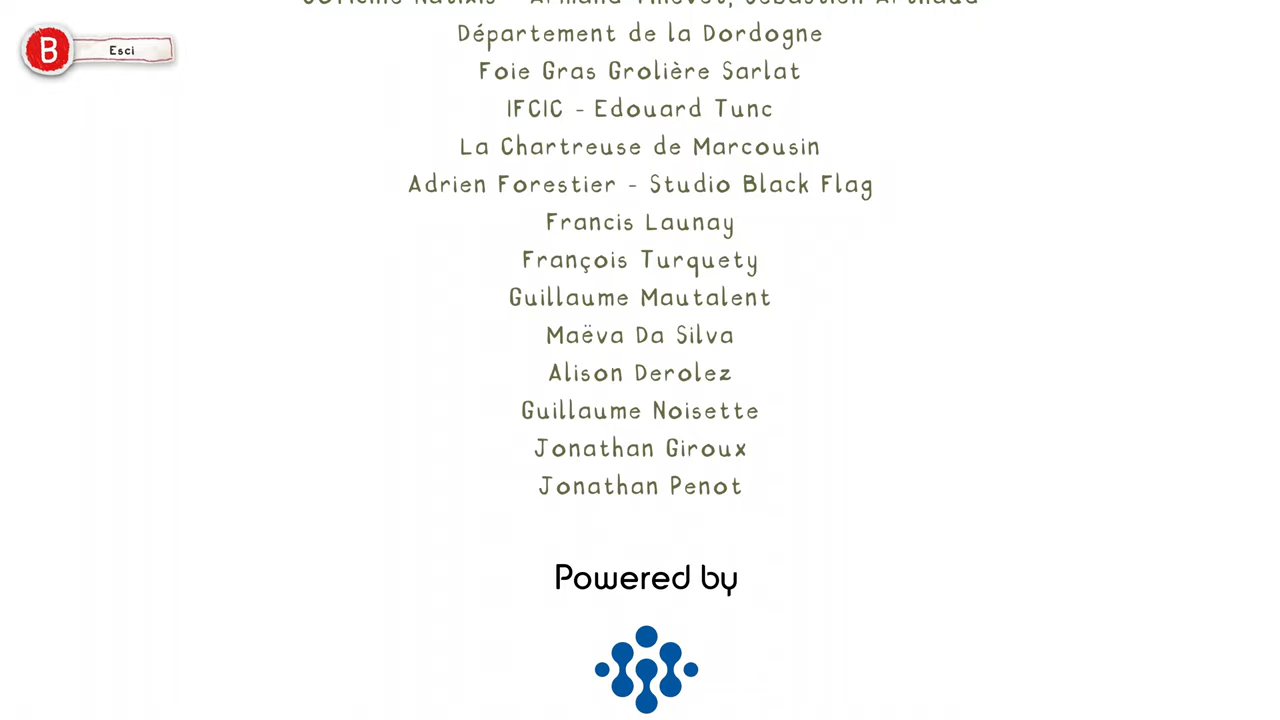 B
Esci
Département de la Dordogne
Foie Gras Grolière Sarlat
IFCIC - Edouard Tunc
La Chartreuse de Marcousin
Adrien Forestier - Studio Black Flag
Francis Launay
François Turquety
Guillaume Mautalent
Maëva Da Silva
Alison Derolez
Guillaume Noisette
Jonathan Giroux
Jonathan Penot
Powered by